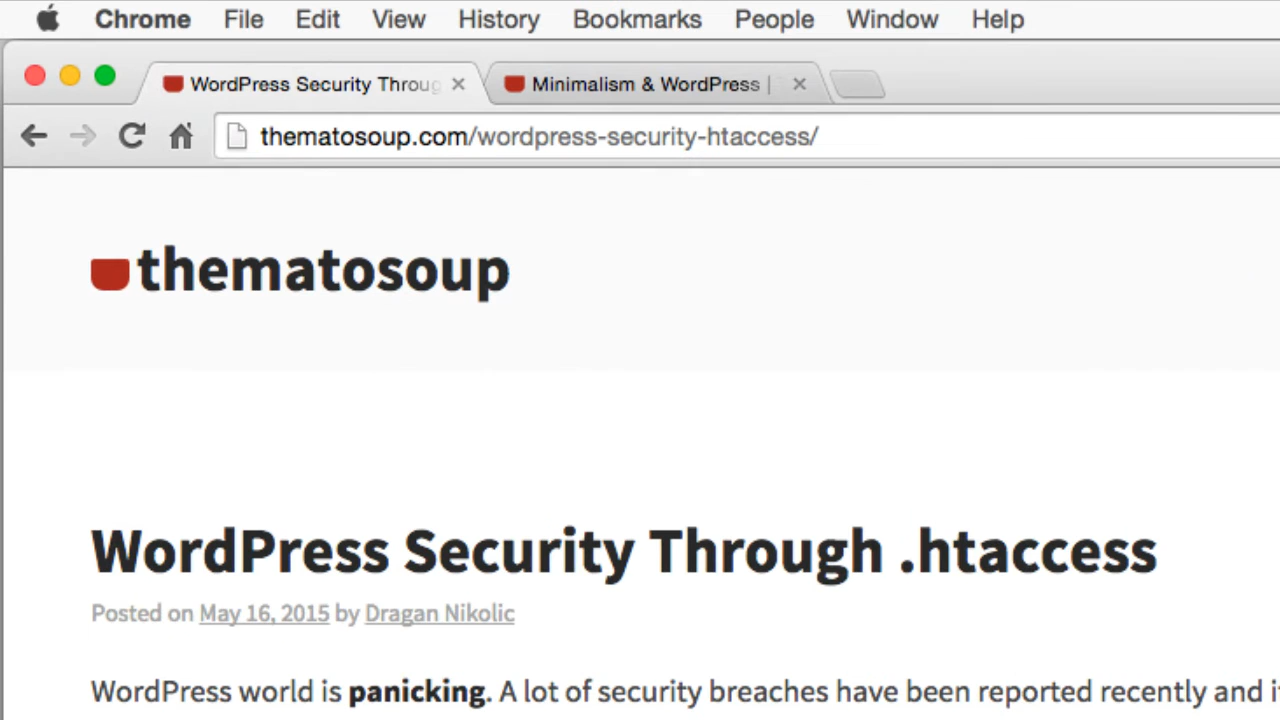 Chrome File Edit View History Bookmarks People Window Help
WordPress Security Throug Minimalism & WordPress |
thematosoup.com/wordpress-security-htaccess/
thematosoup
WordPress Security Through .htaccess
Posted on May 16, 2015 by Dragan Nikolic
WordPress world is panicking. A lot of security breaches have been reported recently and